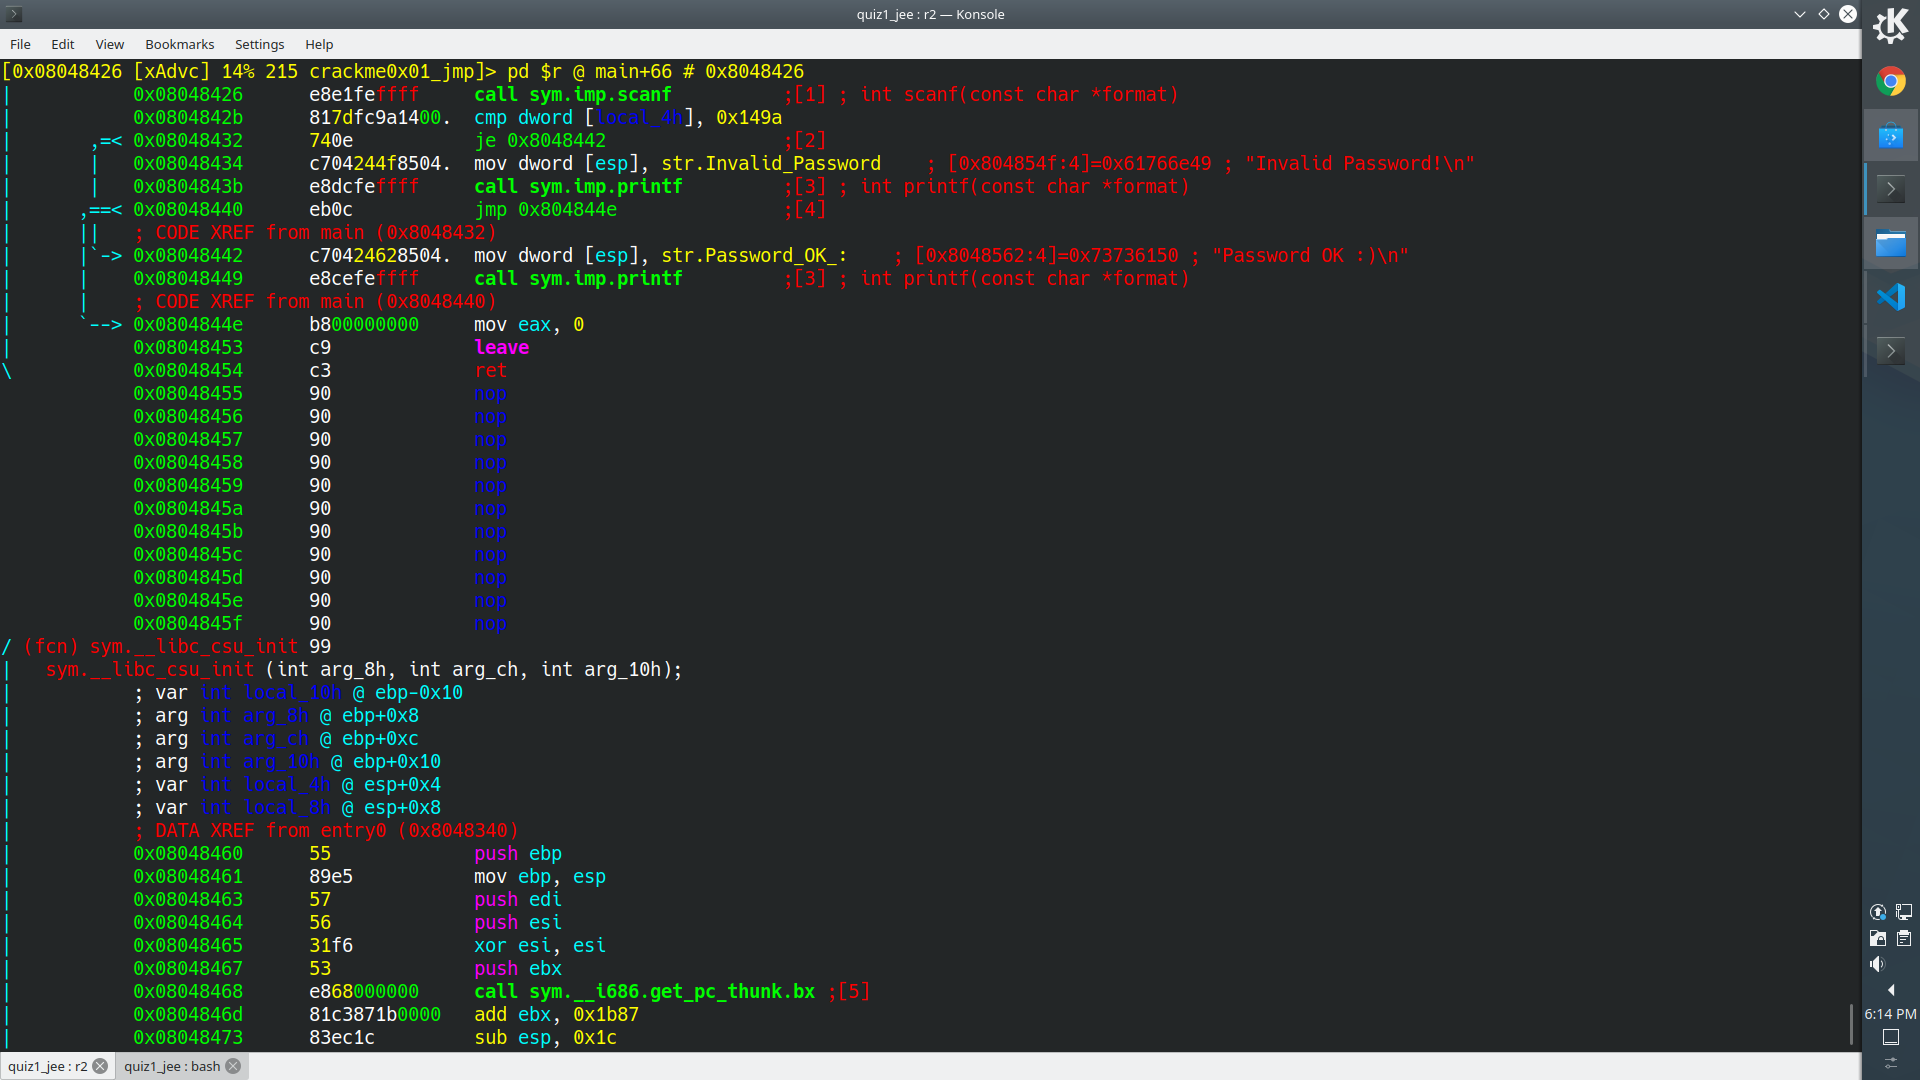 quiz1_jee : r2 — Konsole
File Edit View Bookmarks Settings Help
[0x08048426 [xAdvc] 14% 215 crackme0x01_jmp]> pd $r @ main+66 # 0x8048426
| 0x08048426 e8e1feffff call sym.imp.scanf ;[1] ; int scanf(const char *format)
| 0x0804842b 817dfc9a1400. cmp dword [local_4h], 0x149a
| ,=< 0x08048432 740e je 0x8048442 ;[2]
| | 0x08048434 c704244f8504. mov dword [esp], str.Invalid_Password ; [0x804854f:4]=0x61766e49 ; "Invalid Password!\n"
| | 0x0804843b e8dcfeffff call sym.imp.printf ;[3] ; int printf(const char *format)
| ,==< 0x08048440 eb0c jmp 0x804844e ;[4]
| || ; CODE XREF from main (0x8048432)
| |`-> 0x08048442 c70424628504. mov dword [esp], str.Password_OK_: ; [0x8048562:4]=0x73736150 ; "Password OK :)\n"
| | 0x08048449 e8cefeffff call sym.imp.printf ;[3] ; int printf(const char *format)
| | ; CODE XREF from main (0x8048440)
| `--> 0x0804844e b800000000 mov eax, 0
| 0x08048453 c9 leave
\ 0x08048454 c3 ret
0x08048455 90 nop
0x08048456 90 nop
0x08048457 90 nop
0x08048458 90 nop
0x08048459 90 nop
0x0804845a 90 nop
0x0804845b 90 nop
0x0804845c 90 nop
0x0804845d 90 nop
0x0804845e 90 nop
0x0804845f 90 nop
/ (fcn) sym.__libc_csu_init 99
| sym.__libc_csu_init (int arg_8h, int arg_ch, int arg_10h);
| ; var int local_10h @ ebp-0x10
| ; arg int arg_8h @ ebp+0x8
| ; arg int arg_ch @ ebp+0xc
| ; arg int arg_10h @ ebp+0x10
| ; var int local_4h @ esp+0x4
| ; var int local_8h @ esp+0x8
| ; DATA XREF from entry0 (0x8048340)
| 0x08048460 55 push ebp
| 0x08048461 89e5 mov ebp, esp
| 0x08048463 57 push edi
| 0x08048464 56 push esi
| 0x08048465 31f6 xor esi, esi
| 0x08048467 53 push ebx
| 0x08048468 e868000000 call sym.__i686.get_pc_thunk.bx ;[5]
| 0x0804846d 81c3871b0000 add ebx, 0x1b87
| 0x08048473 83ec1c sub esp, 0x1c
6:14 PM
quiz1_jee : r2
quiz1_jee : bash